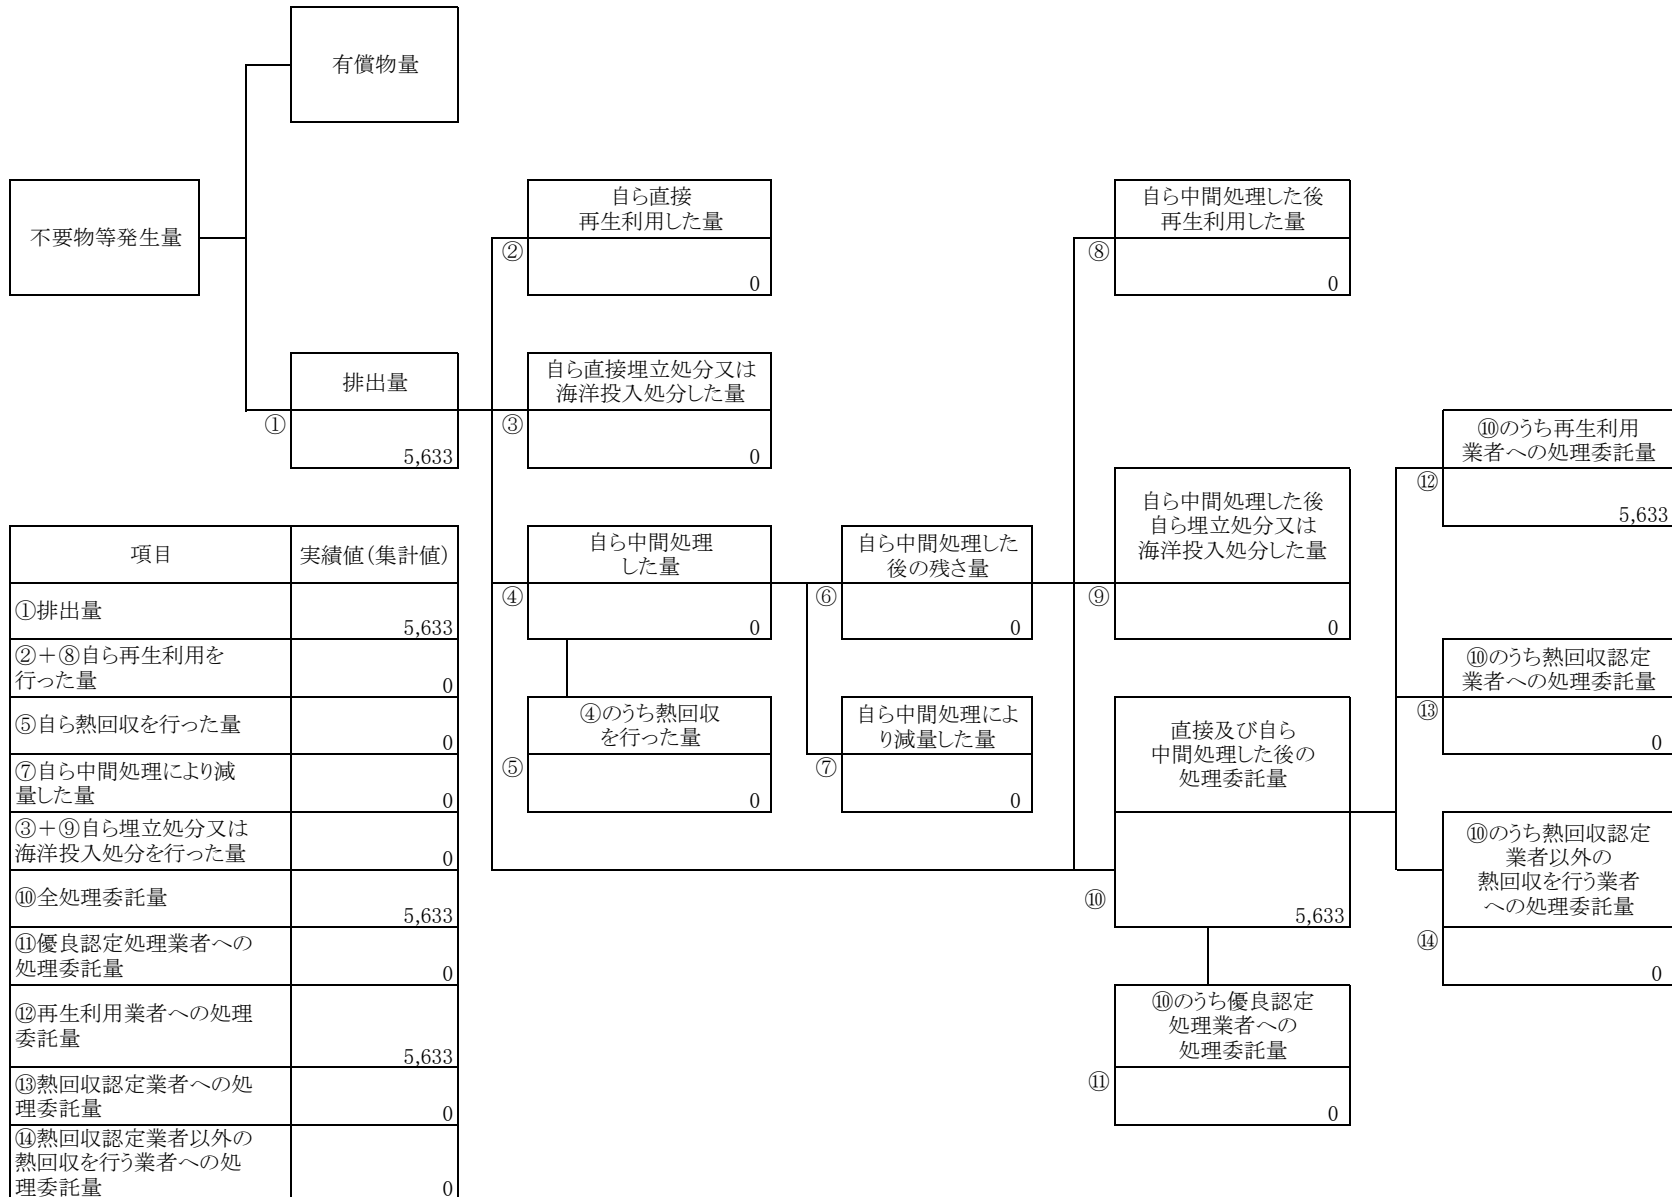 有償物量
不要物等発生量
自ら直接
再生利用した量
②
0
自ら中間処理した後
再生利用した量
⑧
0
排出量
①
5,633
自ら直接埋立処分又は
海洋投入処分した量
③
0
⑩のうち再生利用
業者への処理委託量
⑫
5,633
自ら中間処理
した量
④
0
自ら中間処理した
後の残さ量
⑥
0
自ら中間処理した後
自ら埋立処分又は
海洋投入処分した量
⑨
0
⑩のうち熱回収認定
業者への処理委託量
⑬
0
④のうち熱回収
を行った量
⑤
0
自ら中間処理によ
り減量した量
⑦
0
直接及び自ら
中間処理した後の
処理委託量
⑩
5,633
⑩のうち熱回収認定
業者以外の
熱回収を行う業者
への処理委託量
⑭
0
⑩のうち優良認定
処理業者への
処理委託量
⑪
0
項目 実績値(集計値)
①排出量 5,633
②+⑧自ら再生利用を
行った量 0
⑤自ら熱回収を行った量 0
⑦自ら中間処理により減
量した量 0
③+⑨自ら埋立処分又は
海洋投入処分を行った量 0
⑩全処理委託量 5,633
⑪優良認定処理業者への
処理委託量 0
⑫再生利用業者への処理
委託量 5,633
⑬熱回収認定業者への処
理委託量 0
⑭熱回収認定業者以外の
熱回収を行う業者への処
理委託量 0